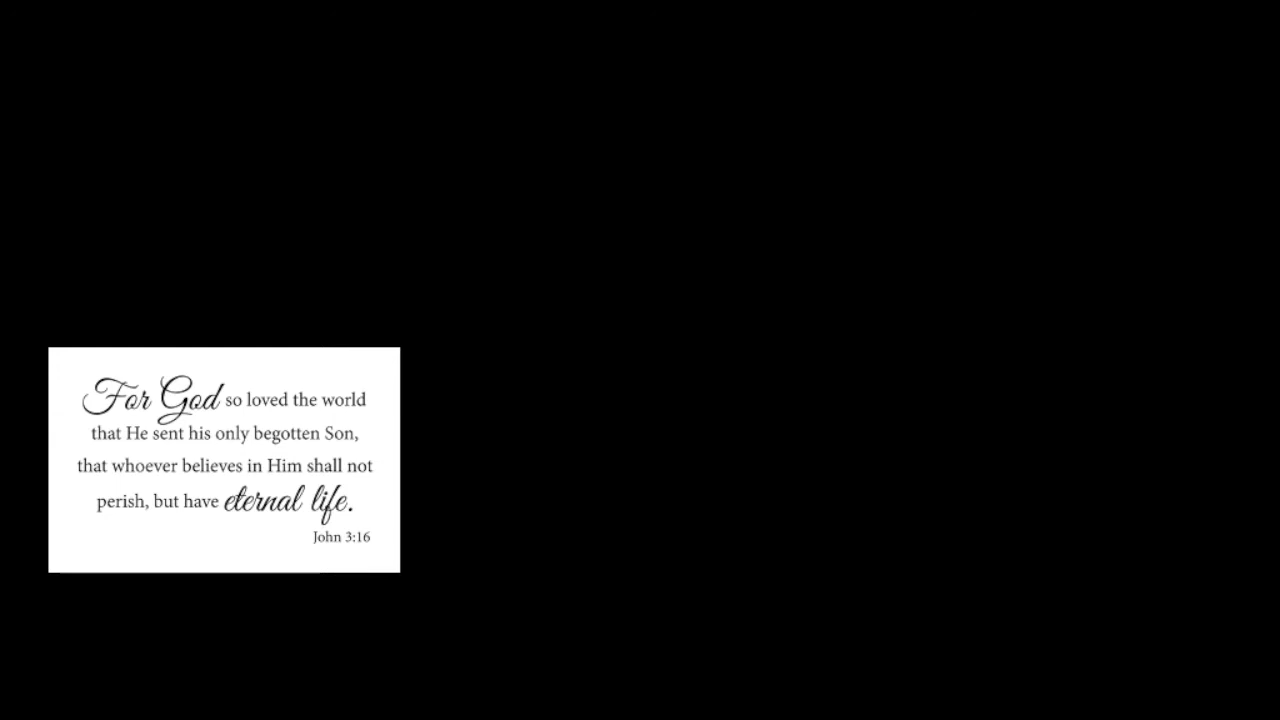 For God so loved the world
that He sent his only begotten Son,
that whoever believes in Him shall not
perish, but have eternal life.
John 3:16